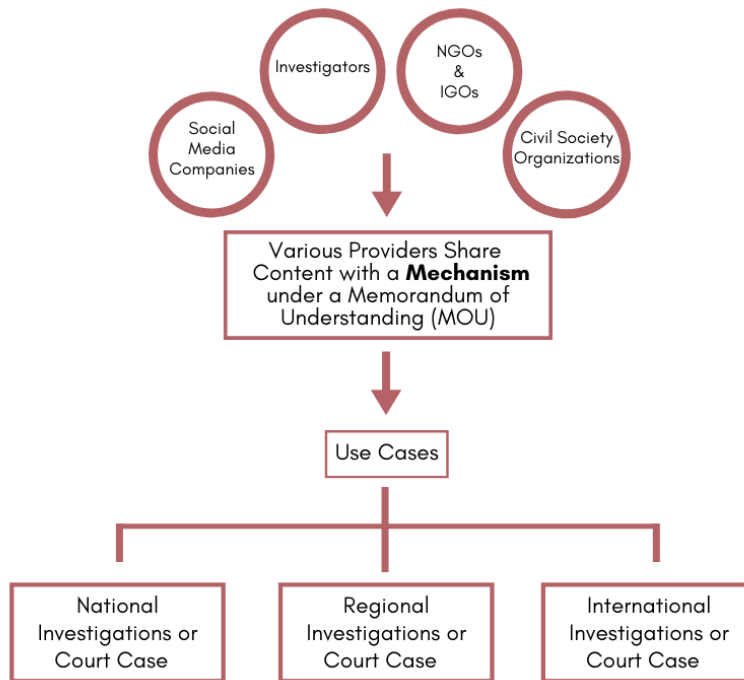 Investigators
NGOs
&
IGOs
Social
Media
Companies
Civil Society
Organizations
Various Providers Share
Content with a Mechanism
under a Memorandum of
Understanding (MOU)
Use Cases
National
Investigations or
Court Case
Regional
Investigations or
Court Case
International
Investigations or
Court Case